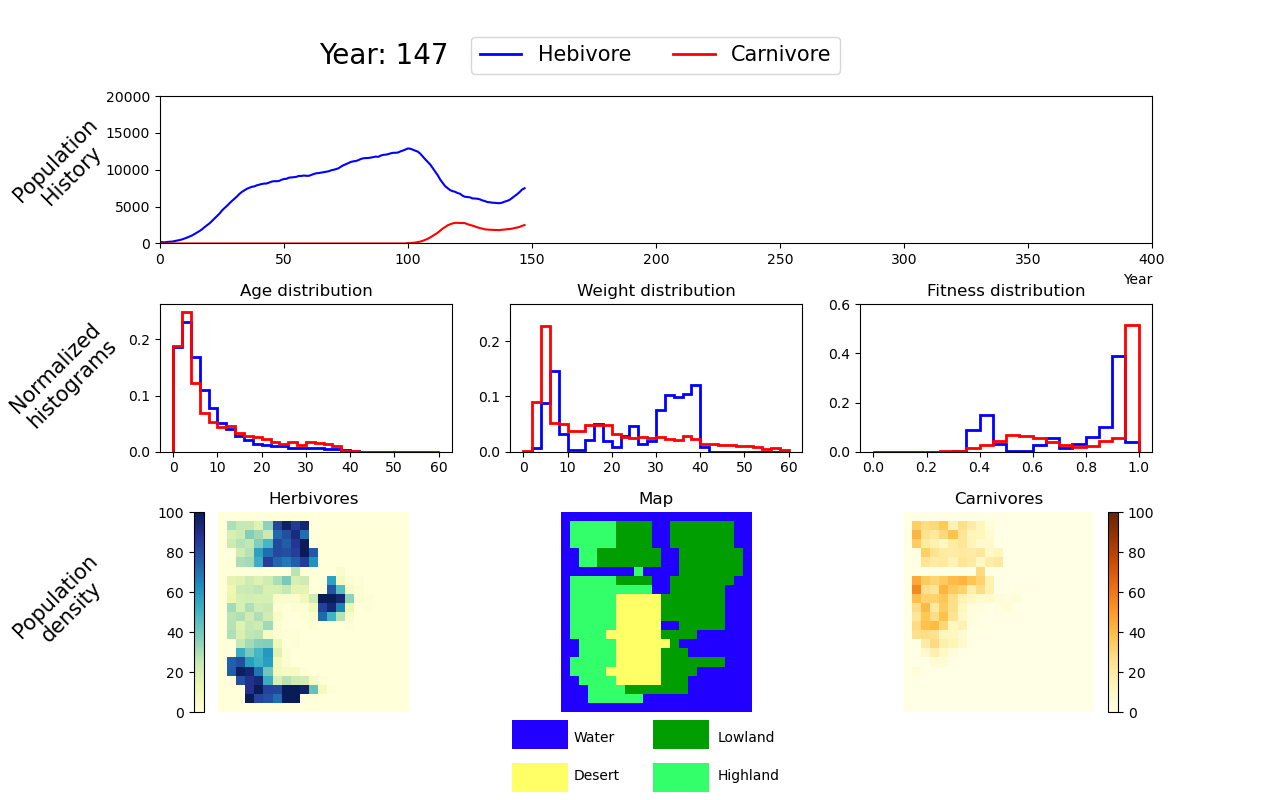 Year: 147
Hebivore
Carnivore
Population
History
20000
15000
10000
5000
0
0 50 100 150 200 250 300 350 400
Year
Normalized
histograms
Age distribution
0.2
0.1
0.0
0 10 20 30 40 50 60
Weight distribution
0.2
0.1
0.0
0 10 20 30 40 50 60
Fitness distribution
0.6
0.4
0.2
0.0
0.0 0.2 0.4 0.6 0.8 1.0
Population
density
Herbivores
100
80
60
40
20
0
Map
Carnivores
100
80
60
40
20
0
Water
Lowland
Desert
Highland